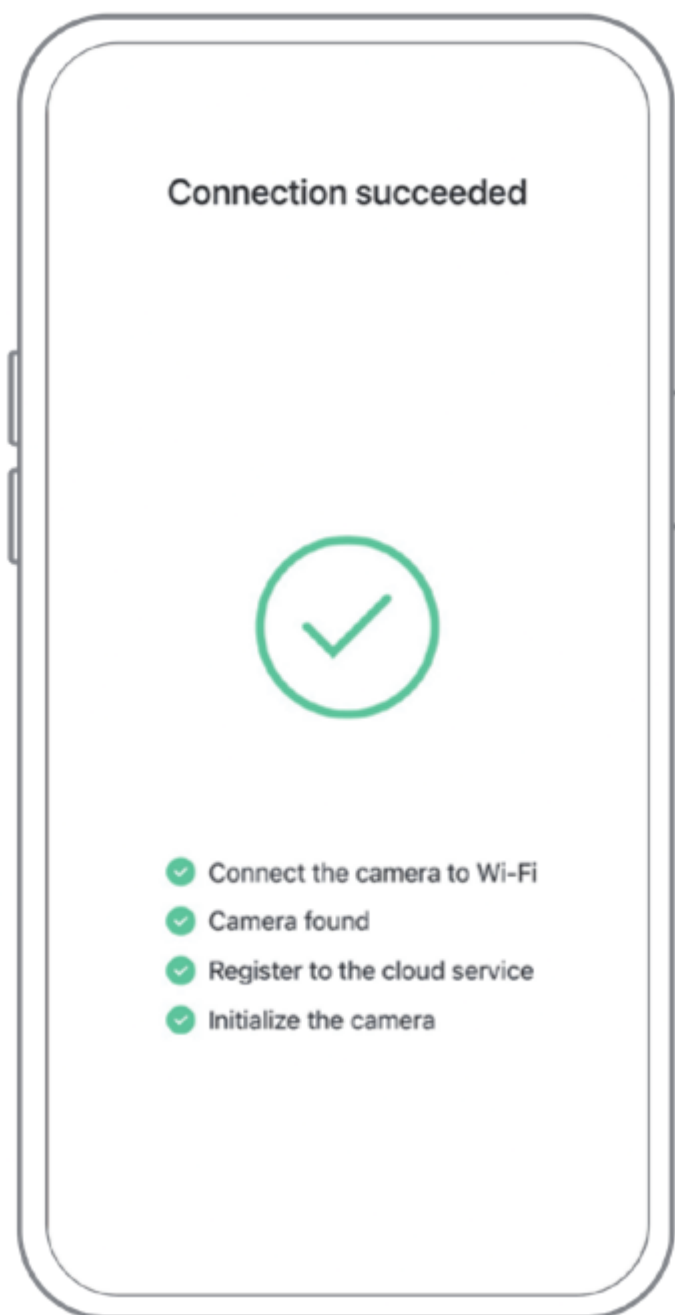 Connection succeeded
Connect the camera to Wi-Fi
Camera found
Register to the cloud service
Initialize the camera